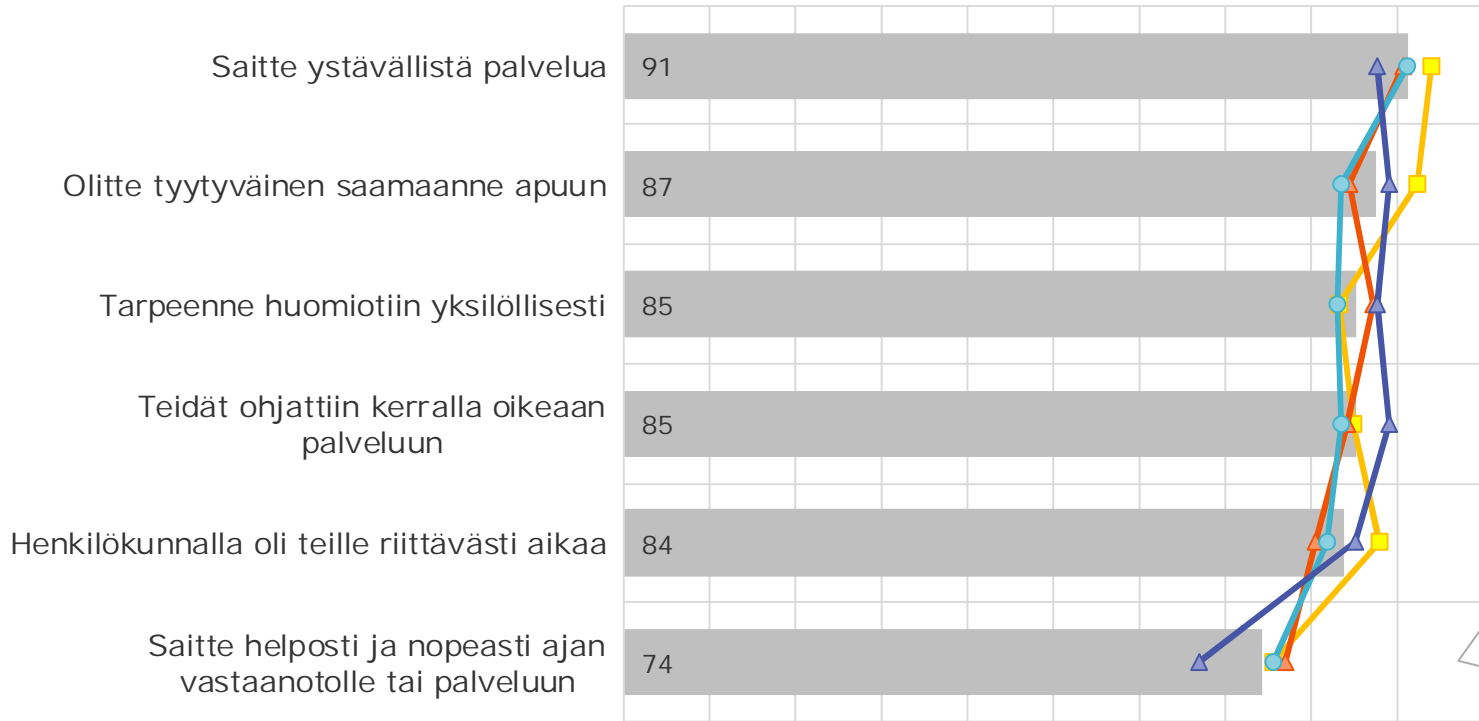 Saitte ystävällistä palvelua
91
Olitte tyytyväinen saamaanne apuun
87
Tarpeenne huomiotiin yksilöllisesti
85
Teidät ohjattiin kerralla oikeaan
palveluun
85
Henkilökunnalla oli teille riittävästi aikaa
84
Saitte helposti ja nopeasti ajan
vastaanotolle tai palveluun
74